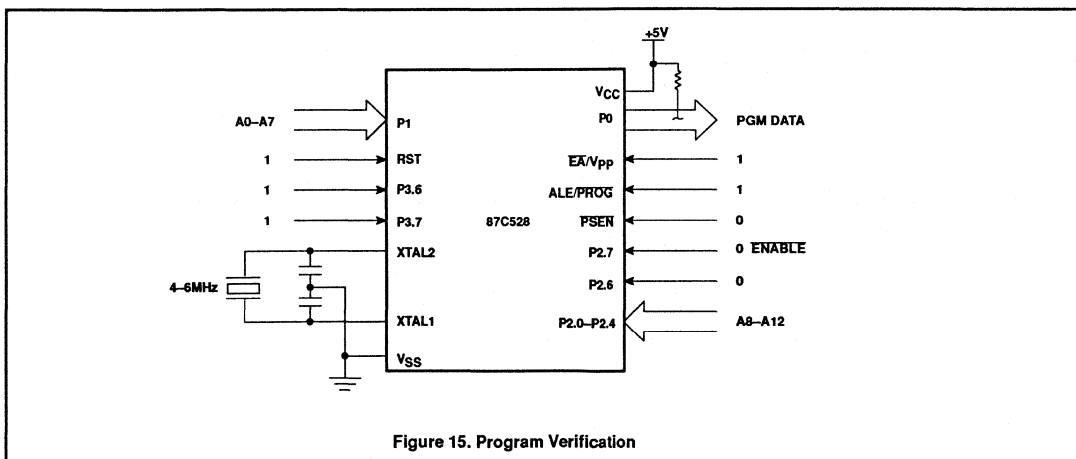 +5V
VCC
A0–A7
P1
P0
PGM DATA
1
RST
EA/VPP
1
1
P3.6
ALE/PROG
1
1
P3.7
87C528
PSEN
0
XTAL2
P2.7
0 ENABLE
4–6MHz
P2.6
0
XTAL1
P2.0–P2.4
A8–A12
VSS
Figure 15. Program Verification